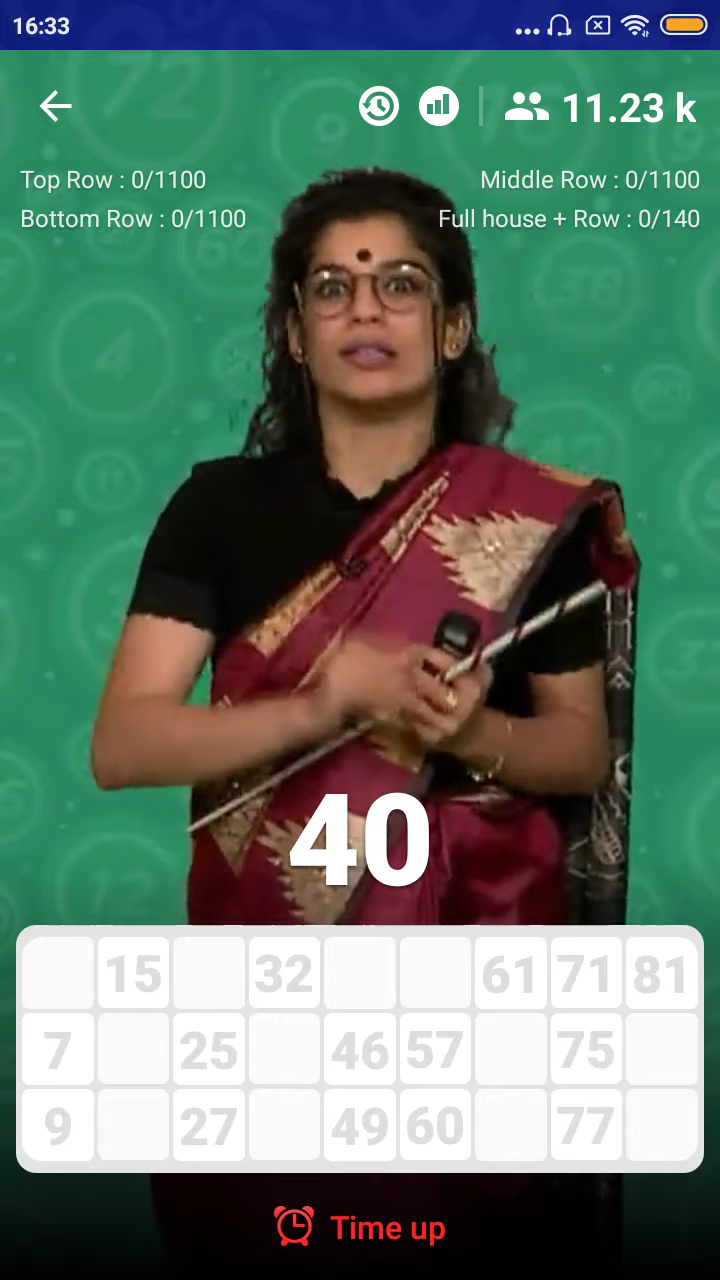 16:33
11.23 k
Top Row : 0/1100 Middle Row : 0/1100
Bottom Row : 0/1100 Full house + Row : 0/140
40
15 32 61 71 81
7 25 46 57 75
9 27 49 60 77
Time up